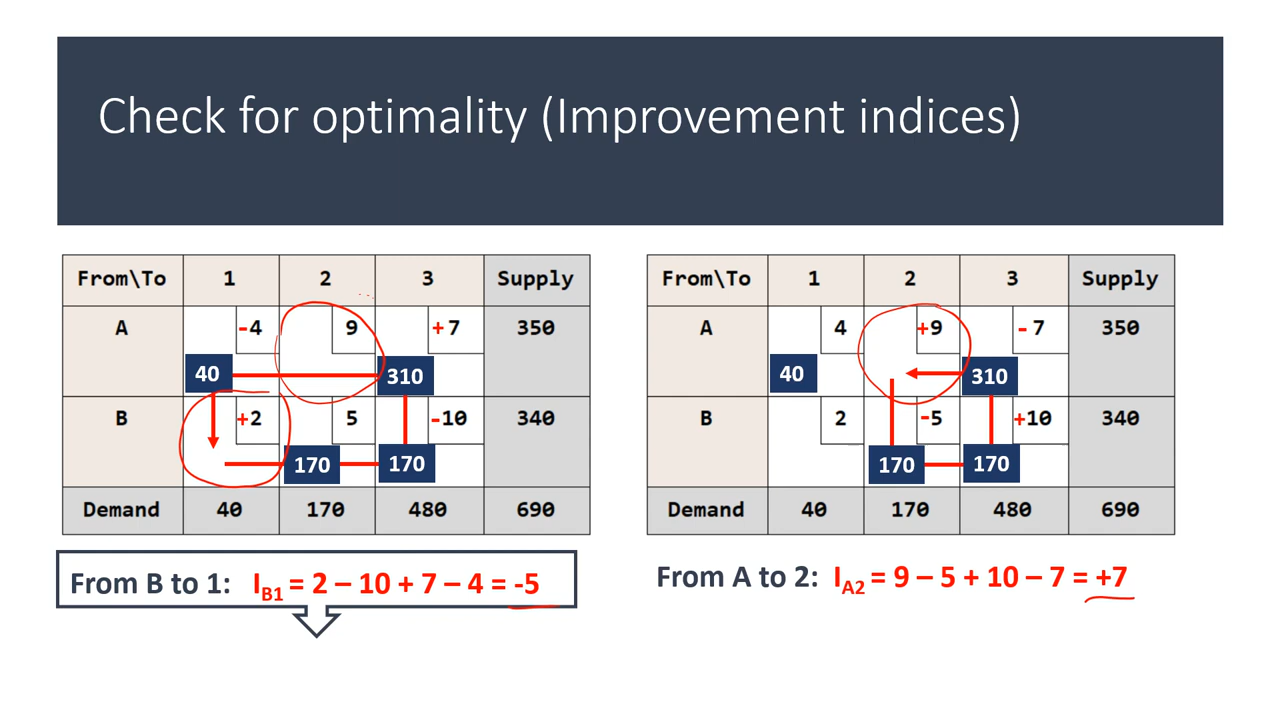 Check for optimality (Improvement indices)
From\To 1 2 3 Supply
A -4 9 +7 350
40 310
B +2 5 -10 340
170 170
Demand 40 170 480 690
From B to 1: IB1 = 2 – 10 + 7 – 4 = -5
From\To 1 2 3 Supply
A 4 +9 -7 350
40 310
B 2 -5 +10 340
170 170
Demand 40 170 480 690
From A to 2: IA2 = 9 – 5 + 10 – 7 = +7